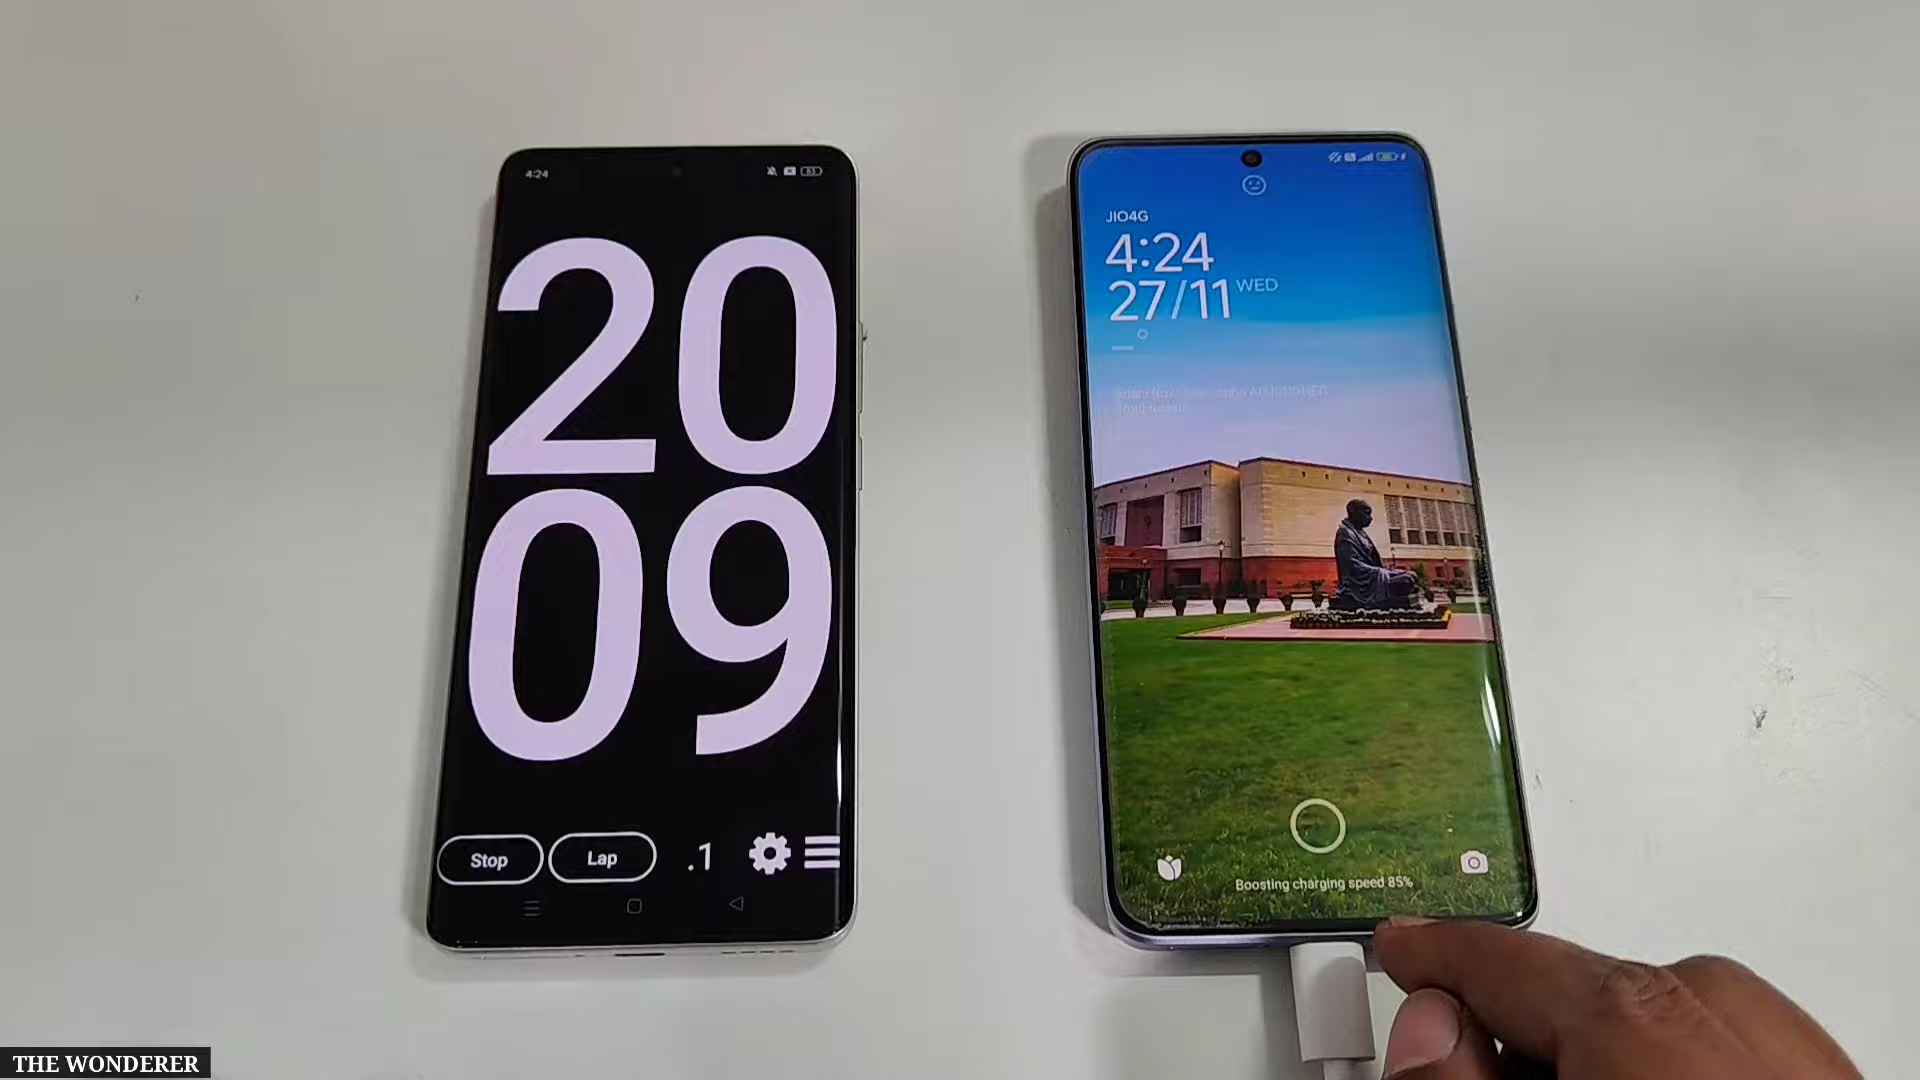 4:24
83
20
09
Stop
Lap
.1
JIO4G
4:24
27/11 WED
Boosting charging speed 85%
THE WONDERER